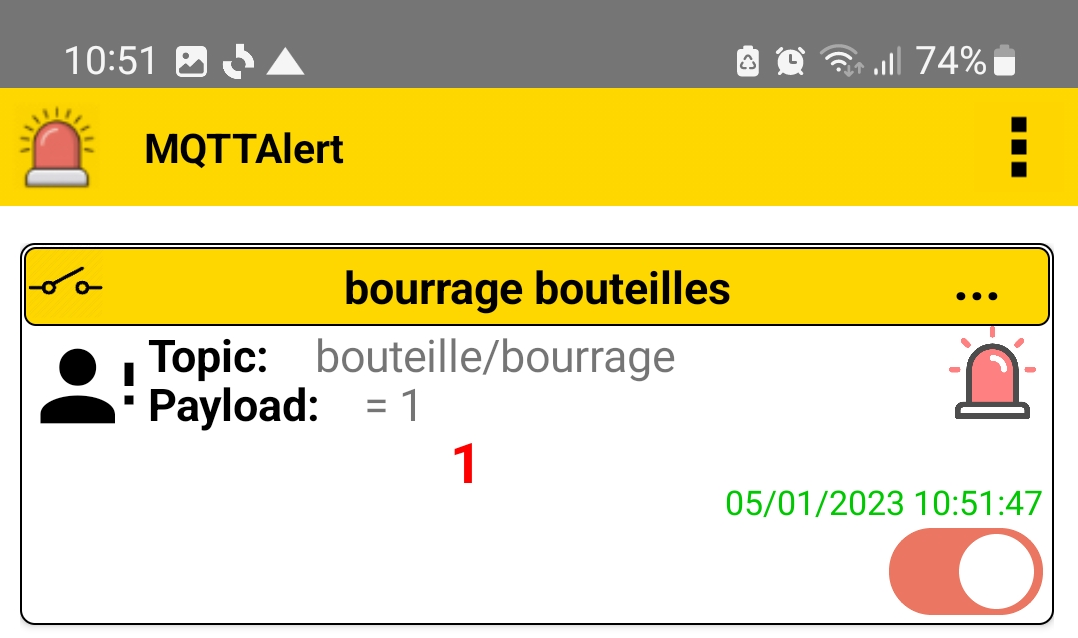 10:51 74%
MQTTAlert
bourrage bouteilles ...
Topic: bouteille/bourrage
Payload: = 1
1
05/01/2023 10:51:47